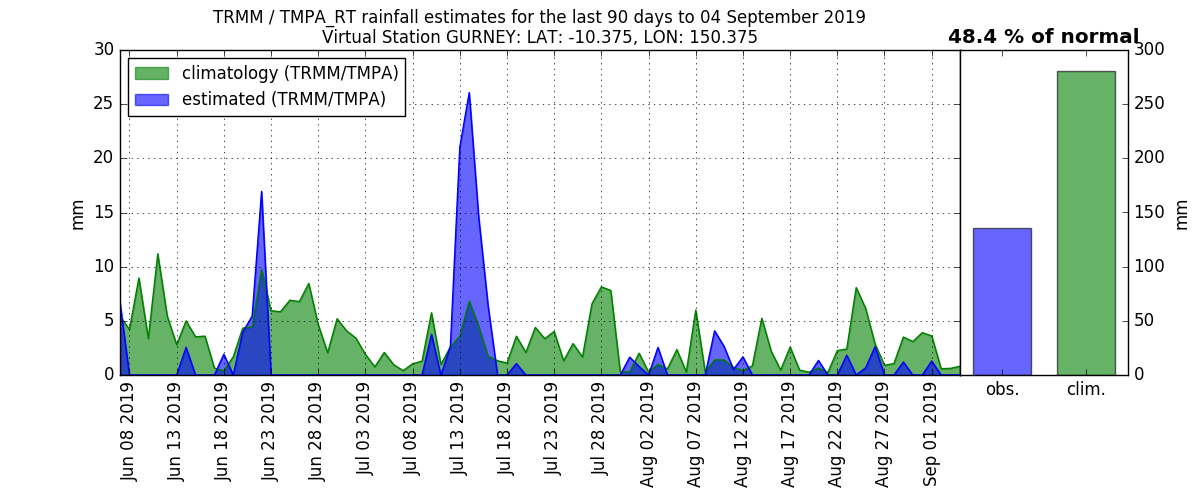 TRMM / TMPA_RT rainfall estimates for the last 90 days to 04 September 2019
Virtual Station GURNEY: LAT: -10.375, LON: 150.375
48.4 % of normal
climatology (TRMM/TMPA)
estimated (TRMM/TMPA)
30
25
20
15
10
5
0
mm
Jun 08 2019
Jun 13 2019
Jun 18 2019
Jun 23 2019
Jun 28 2019
Jul 03 2019
Jul 08 2019
Jul 13 2019
Jul 18 2019
Jul 23 2019
Jul 28 2019
Aug 02 2019
Aug 07 2019
Aug 12 2019
Aug 17 2019
Aug 22 2019
Aug 27 2019
Sep 01 2019
300
250
200
150
100
50
0
mm
obs.
clim.